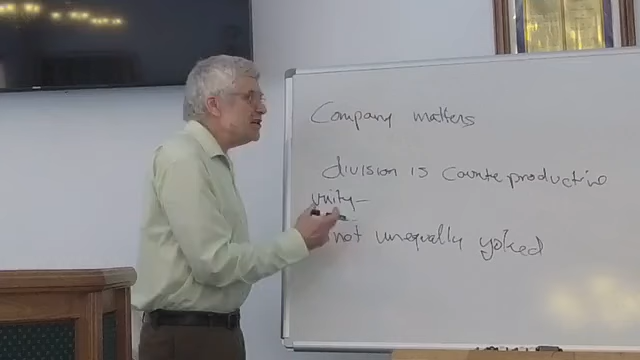 Company matters
division is counterproductive
unity-
not unequally yoked